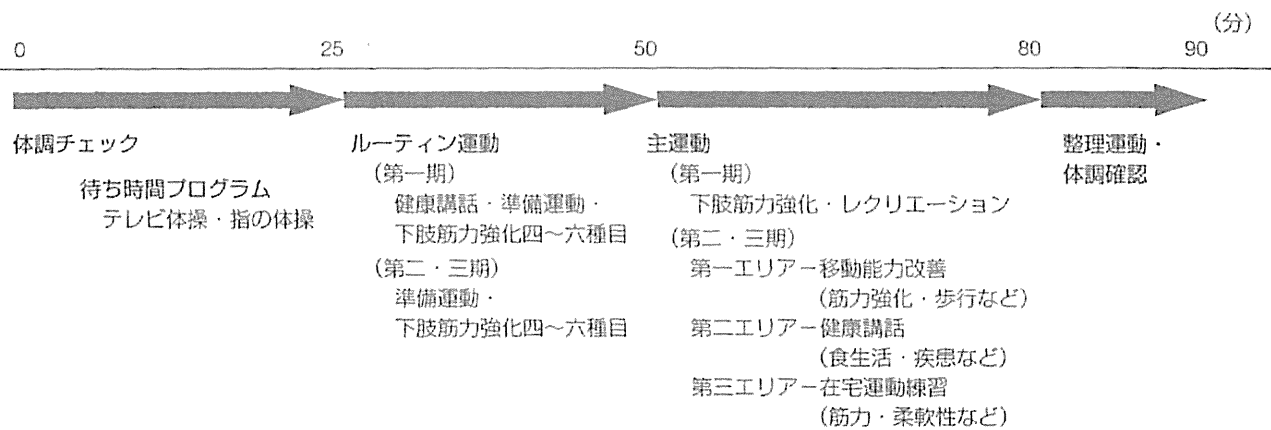 （分）
0 25 50 80 90
体調チェック
待ち時間プログラム
テレビ体操・指の体操
ルーティン運動
（第一期）
健康講話・準備運動・
下肢筋力強化四～六種目
（第二・三期）
準備運動・
下肢筋力強化四～六種目
主運動
（第一期）
下肢筋力強化・レクリエーション
（第二・三期）
第一エリアー移動能力改善
（筋力強化・歩行など）
第二エリアー健康講話
（食生活・疾患など）
第三エリアー在宅運動練習
（筋力・柔軟性など）
整理運動・
体調確認